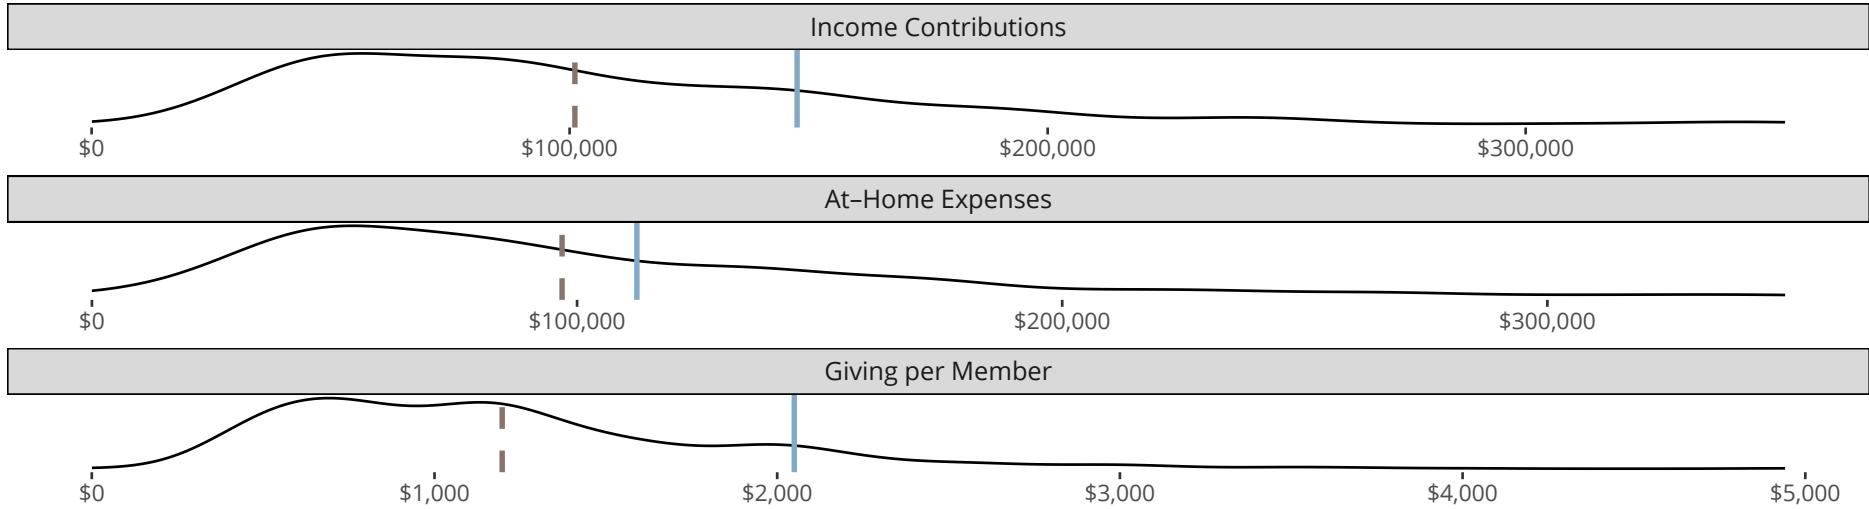 Income Contributions
$0 $100,000 $200,000 $300,000
At–Home Expenses
$0 $100,000 $200,000 $300,000
Giving per Member
$0 $1,000 $2,000 $3,000 $4,000 $5,000